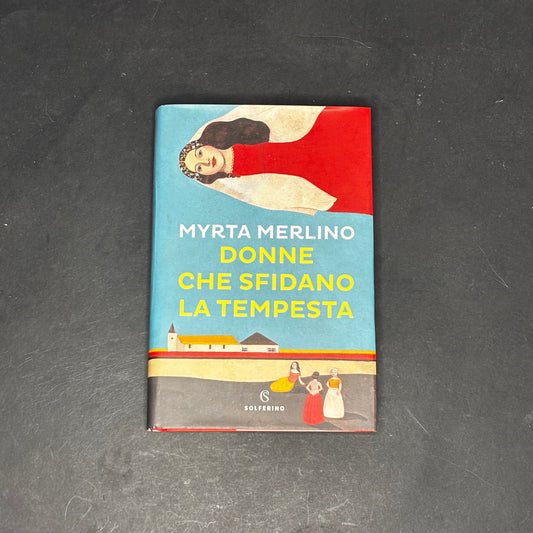 MYRTA MERLINO
DONNE
CHE SFIDANO
LA TEMPESTA
SOLFERINO